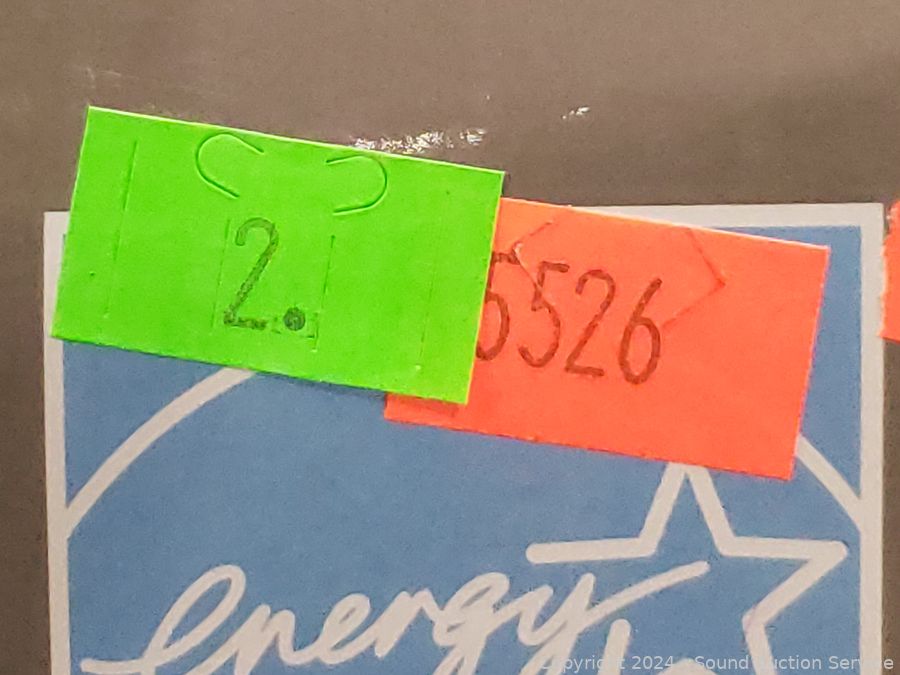 2.
5526
energy
Copyright 2024 - Sound Auction Service